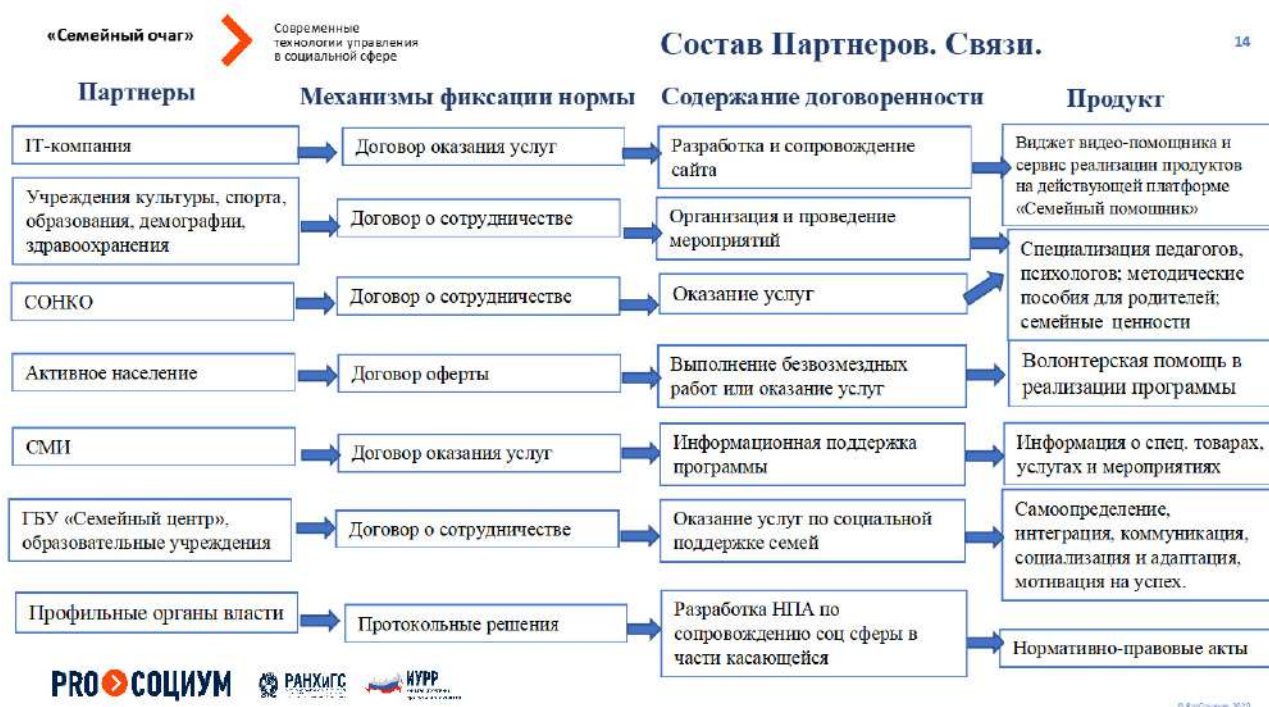 «Семейный очаг»
Современные
технологии управления
в социальной сфере
Состав Партнеров. Связи.
14
Партнеры
Механизмы фиксации нормы
Содержание договоренности
Продукт
IT-компания
Договор оказания услуг
Разработка и сопровождение
сайта
Виджет видео-помощника и
сервис реализации продуктов
на действующей платформе
«Семейный помощник»
Учреждения культуры, спорта,
образования, демографии,
здравоохранения
Договор о сотрудничестве
Организация и проведение
мероприятий
Специализация педагогов,
психологов; методические
пособия для родителей;
семейные ценности
СОНКО
Договор о сотрудничестве
Оказание услуг
Активное население
Договор оферты
Выполнение безвозмездных
работ или оказание услуг
Волонтерская помощь в
реализации программы
СМИ
Договор оказания услуг
Информационная поддержка
программы
Информация о спец. товарах,
услугах и мероприятиях
ГБУ «Семейный центр»,
образовательные учреждения
Договор о сотрудничестве
Оказание услуг по социальной
поддержке семей
Самоопределение,
интеграция, коммуникация,
социализация и адаптация,
мотивация на успех.
Профильные органы власти
Протокольные решения
Разработка НПА по
сопровождению соц сферы в
части касающейся
Нормативно-правовые акты
PRO СОЦИУМ
РАНХиГС
ИУРР